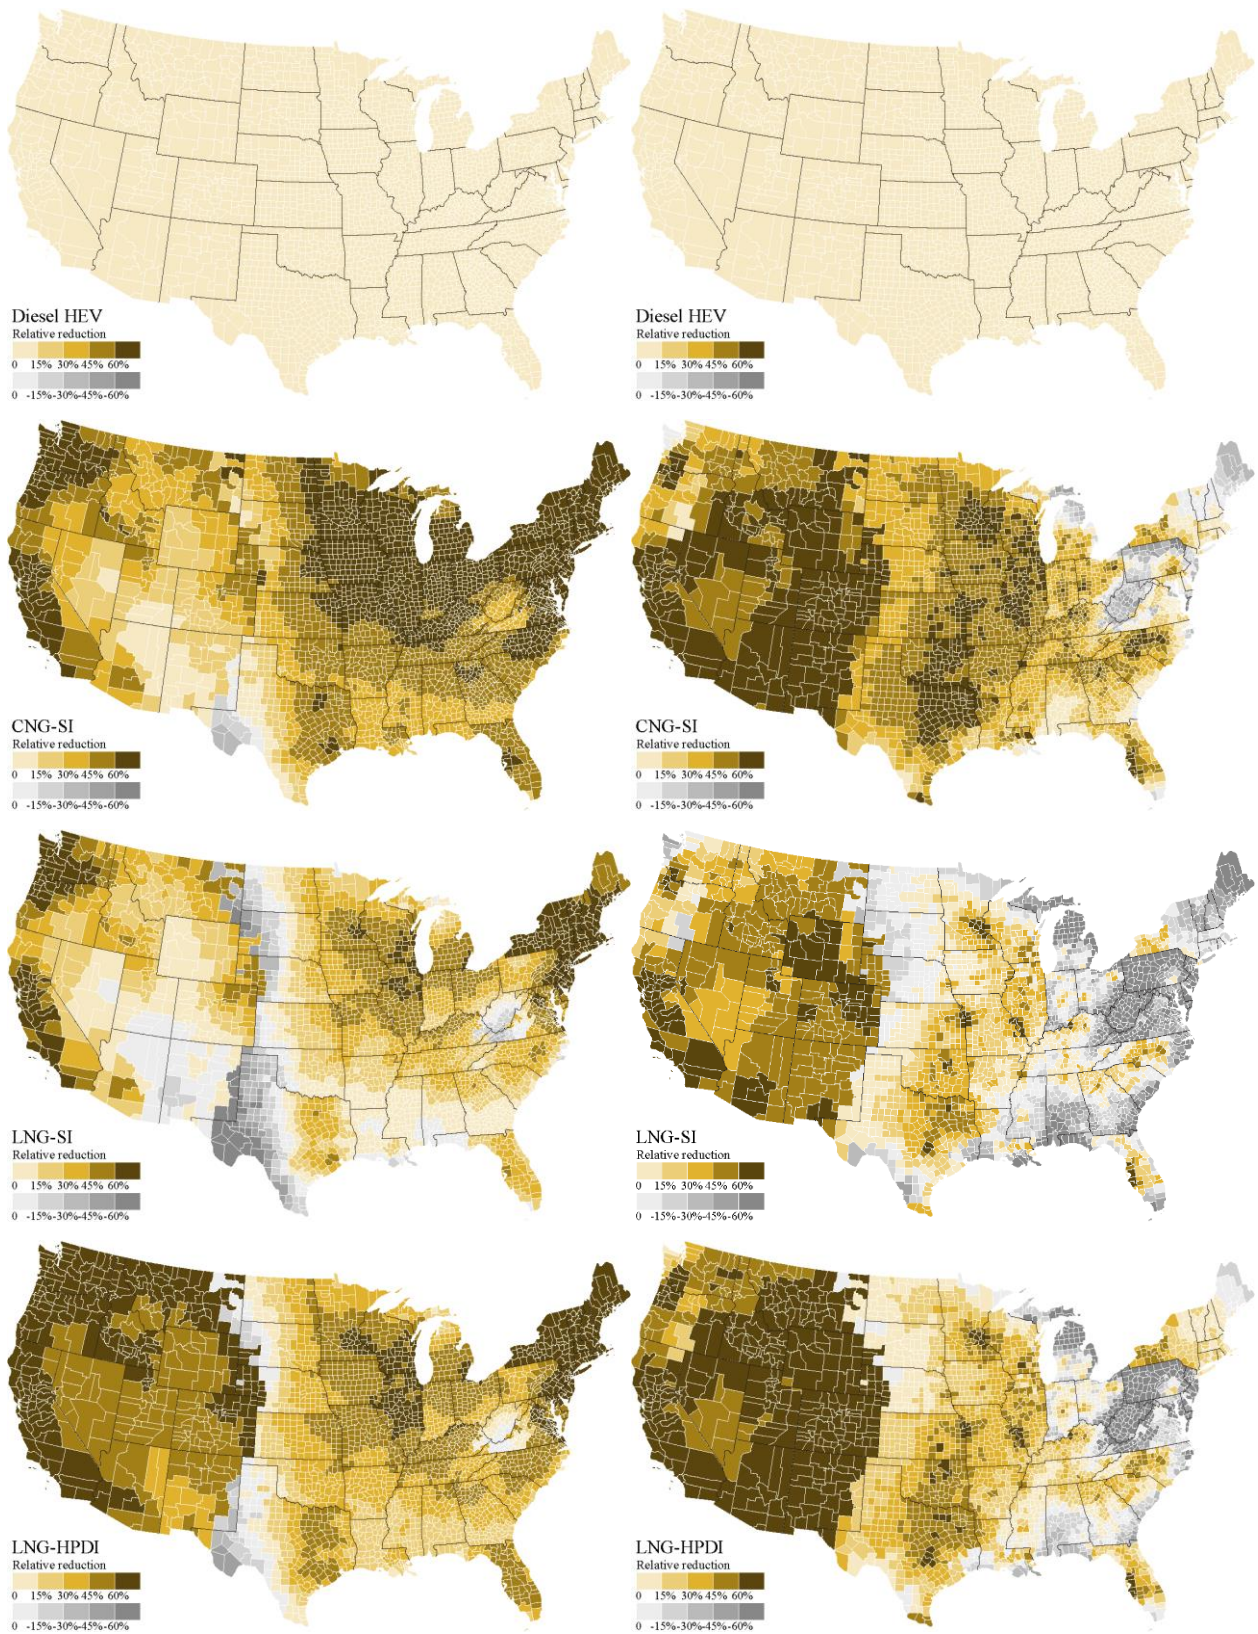 Diesel HEV
Relative reduction
0 15% 30% 45% 60%
0 -15%-30%-45%-60%
Diesel HEV
Relative reduction
0 15% 30% 45% 60%
0 -15%-30%-45%-60%
CNG-SI
Relative reduction
0 15% 30% 45% 60%
0 -15%-30%-45%-60%
CNG-SI
Relative reduction
0 15% 30% 45% 60%
0 -15%-30%-45%-60%
LNG-SI
Relative reduction
0 15% 30% 45% 60%
0 -15%-30%-45%-60%
LNG-SI
Relative reduction
0 15% 30% 45% 60%
0 -15%-30%-45%-60%
LNG-HPDI
Relative reduction
0 15% 30% 45% 60%
0 -15%-30%-45%-60%
LNG-HPDI
Relative reduction
0 15% 30% 45% 60%
0 -15%-30%-45%-60%